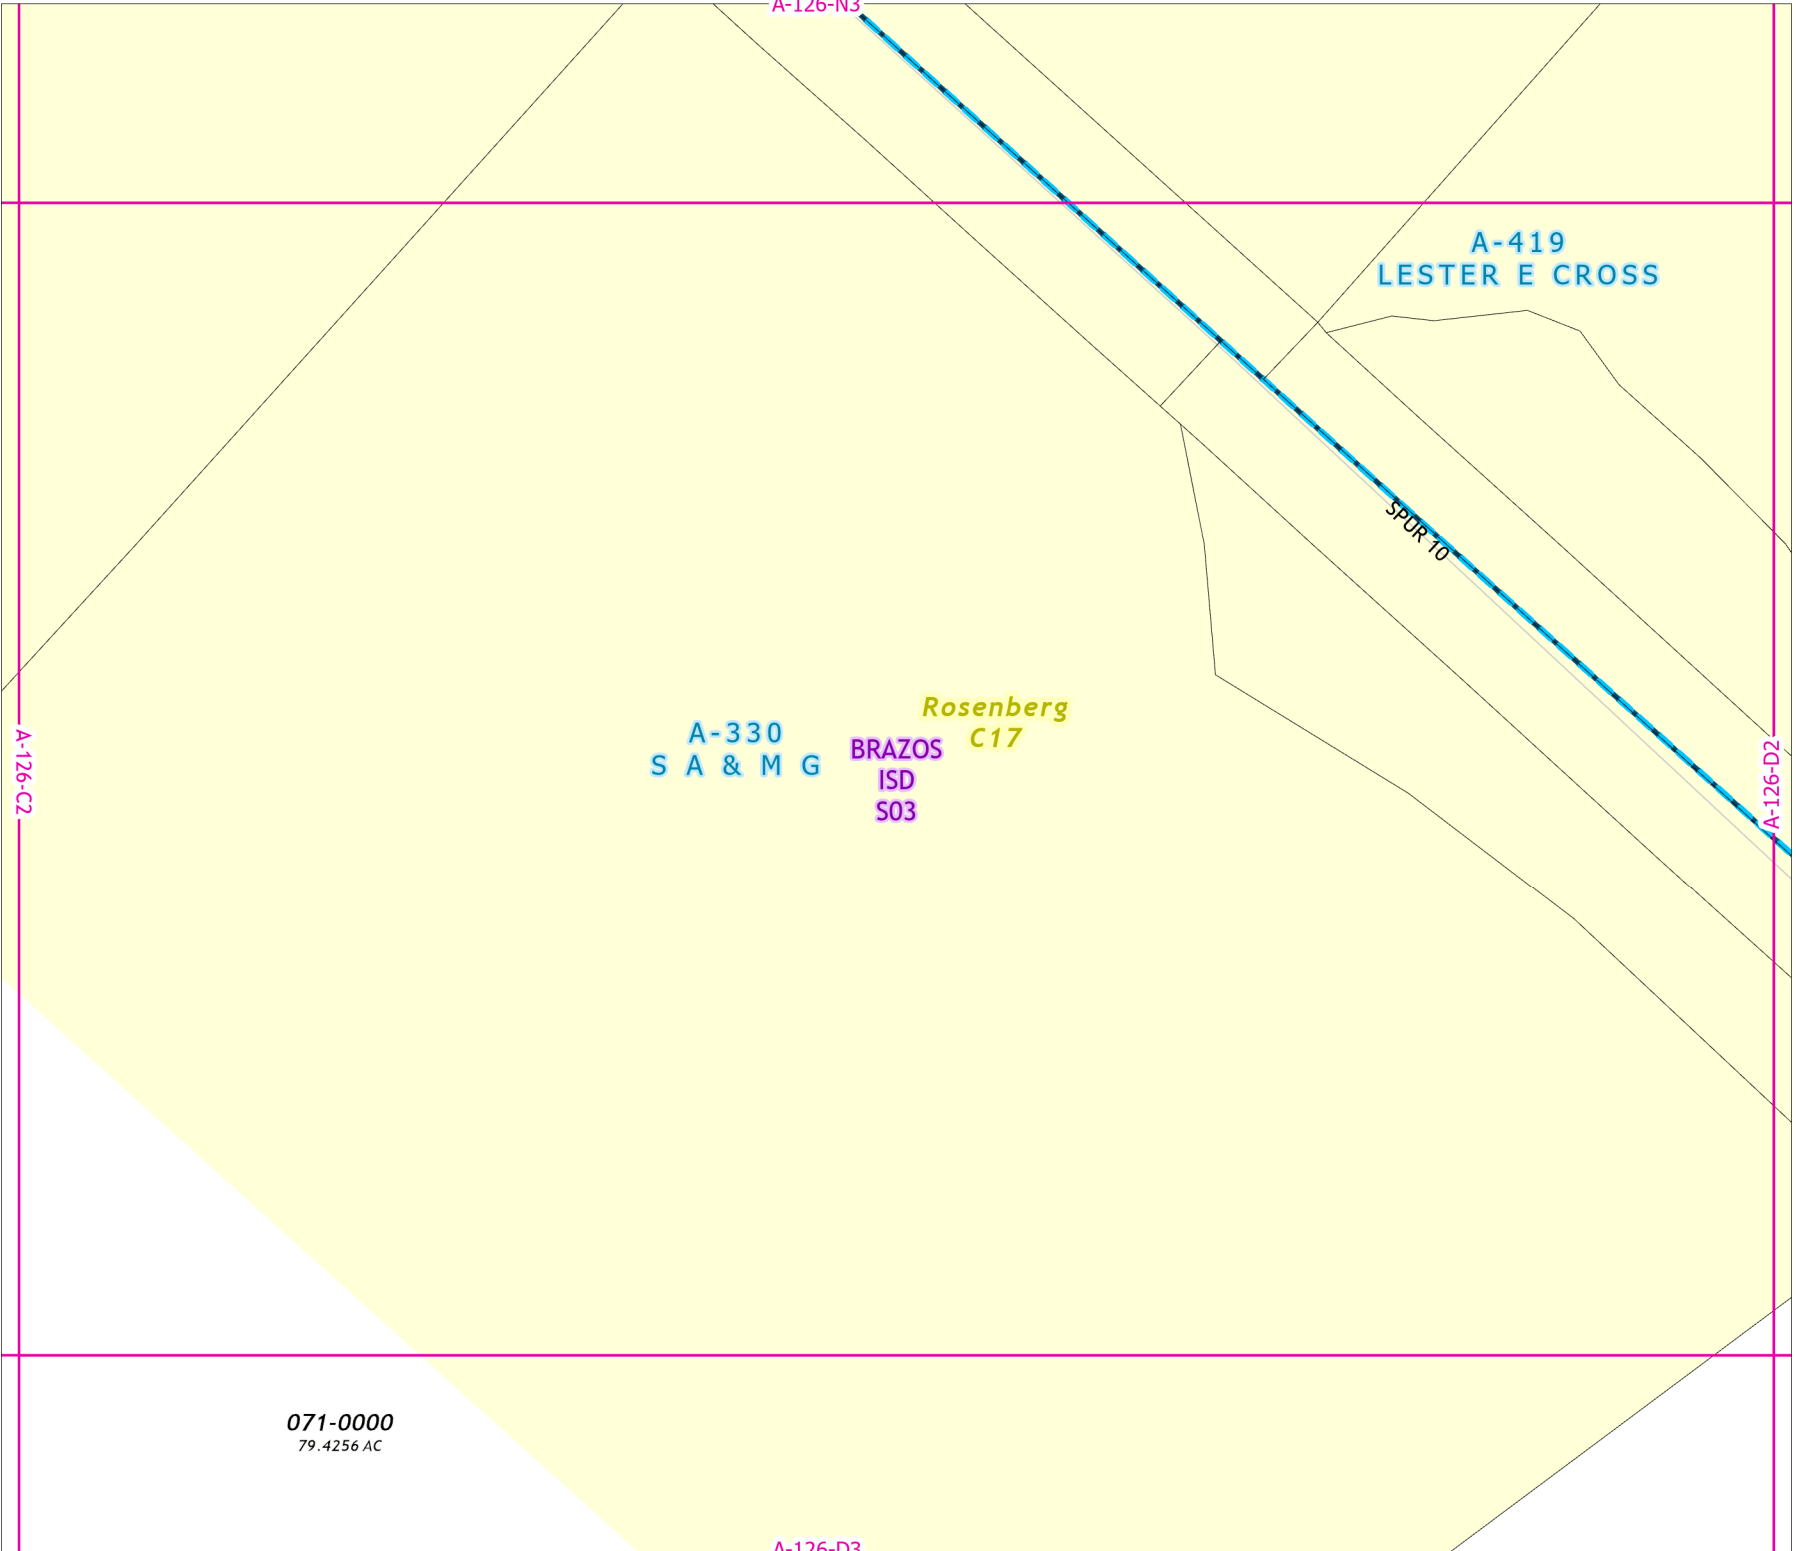 A-126-N3
A-419
LESTER E CROSS
SPUR 10
Rosenberg
C17
A-330
S A & M G
BRAZOS
ISD
S03
A-126-C2
A-126-D2
071-0000
79.4256 AC
A-126-D3